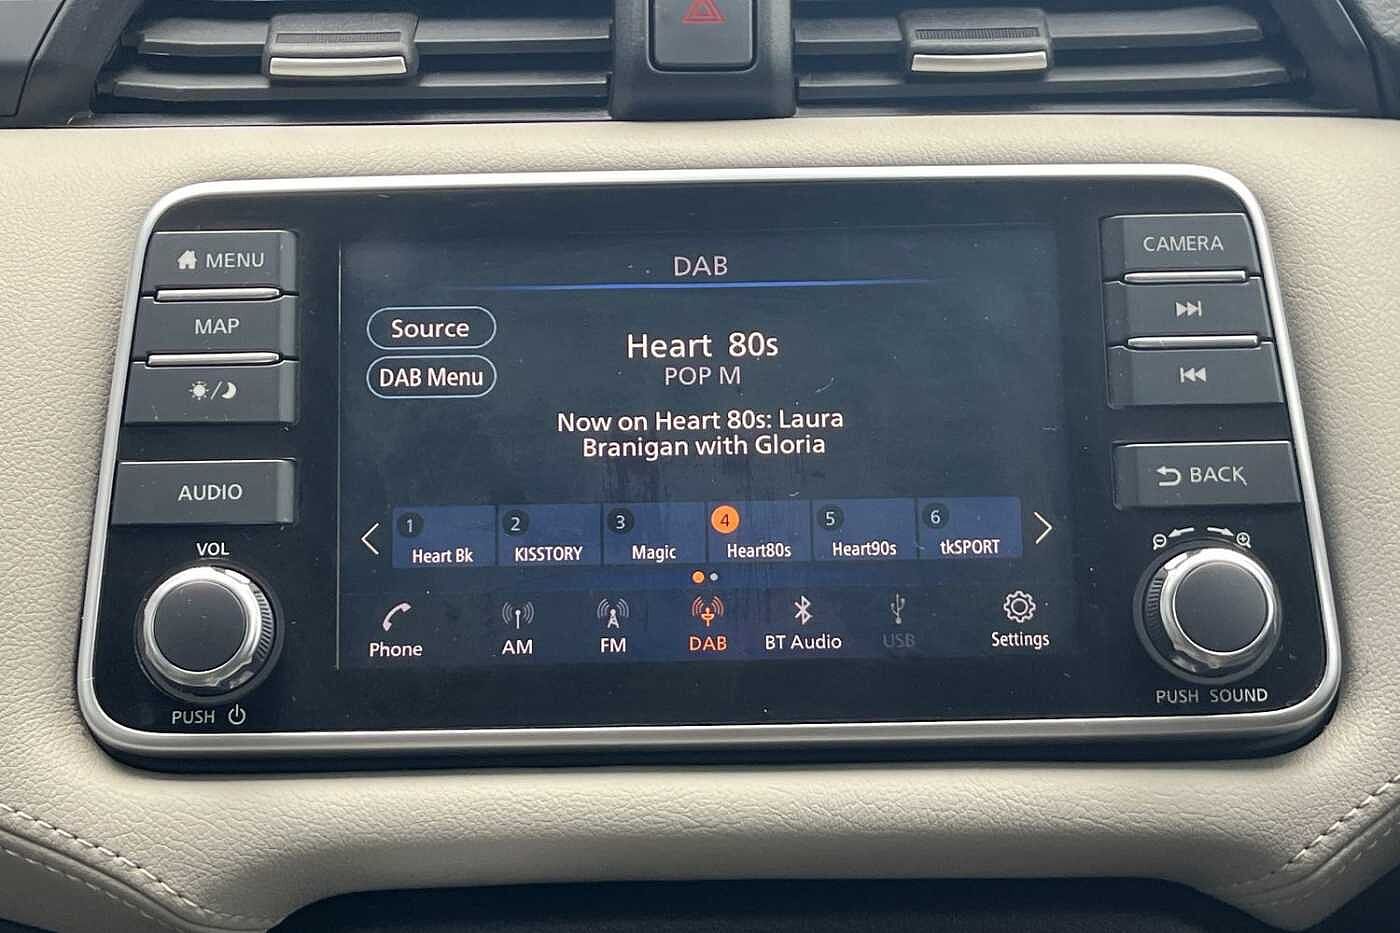 MENU
MAP
AUDIO
VOL
PUSH
DAB
Source
DAB Menu
Heart 80s
POP M
Now on Heart 80s: Laura
Branigan with Gloria
1 Heart Bk
2 KISSTORY
3 Magic
4 Heart80s
5 Heart90s
6 tkSPORT
Phone
AM
FM
DAB
BT Audio
USB
Settings
CAMERA
BACK
PUSH SOUND